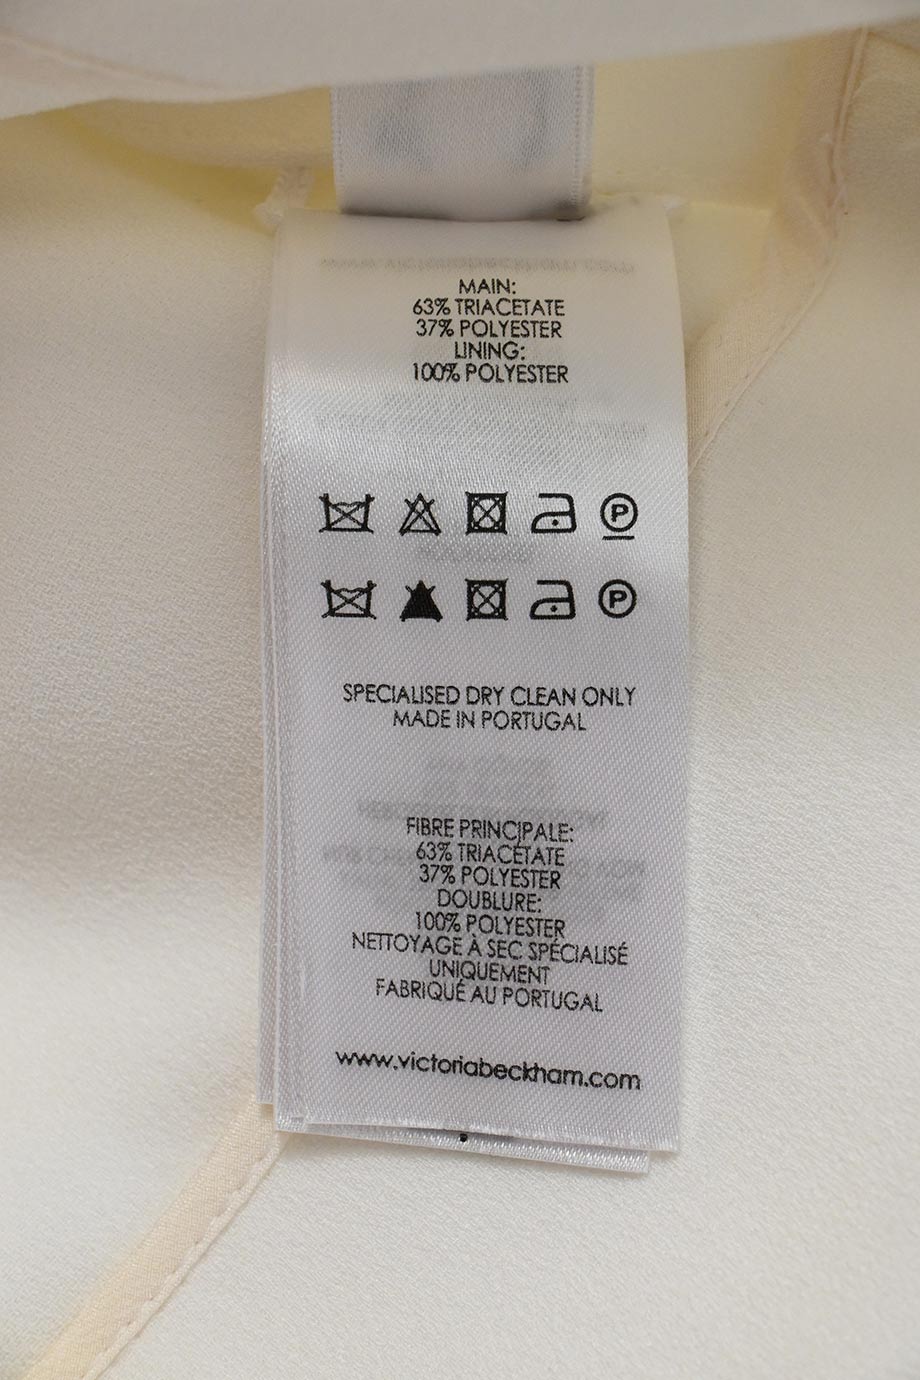 MAIN:
63% TRIACETATE
37% POLYESTER
LINING:
100% POLYESTER
P
P
SPECIALISED DRY CLEAN ONLY
MADE IN PORTUGAL
FIBRE PRINCIPALE:
63% TRIACÉTATE
37% POLYESTER
DOUBLURE:
100% POLYESTER
NETTOYAGE À SEC SPÉCIALISÉ
UNIQUEMENT
FABRIQUÉ AU PORTUGAL
www.victoriabeckham.com